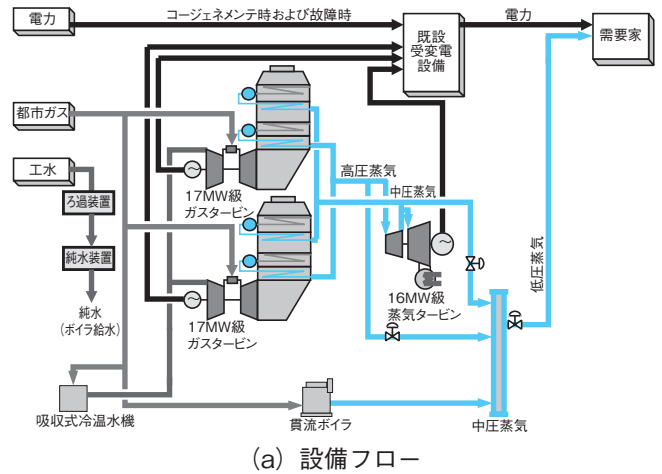 電力
コージェネメンテ時および故障時
既設
受変電
設備
電力
需要家
都市ガス
工水
ろ過装置
純水装置
純水
（ボイラ給水）
17MW級
ガスタービン
高圧蒸気
中圧蒸気
低圧蒸気
16MW級
蒸気タービン
17MW級
ガスタービン
吸収式冷温水機
貫流ボイラ
中圧蒸気
(a) 設備フロー